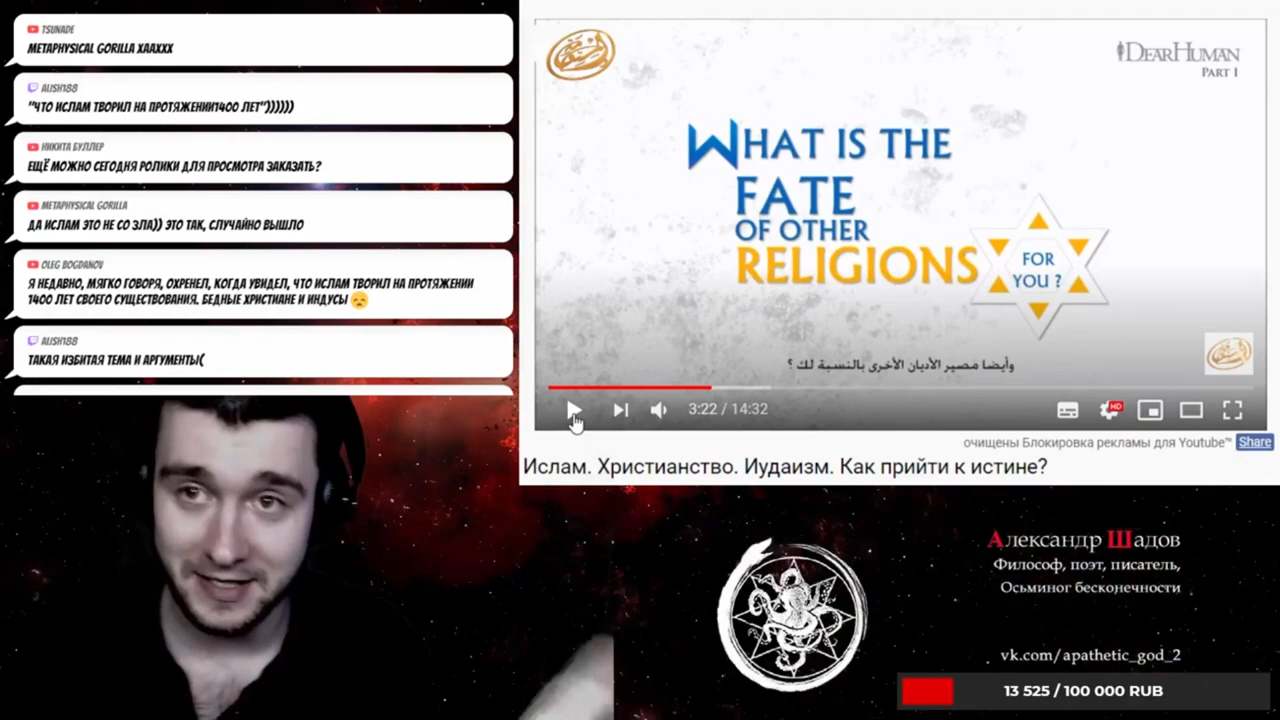 TSUNADE
METAPHYSICAL GORILLA ХААХХХ
ALISH188
"ЧТО ИСЛАМ ТВОРИЛ НА ПРОТЯЖЕНИИ1400 ЛЕТ"))))))
НИКИТА БУЛЛЕР
ЕЩЁ МОЖНО СЕГОДНЯ РОЛИКИ ДЛЯ ПРОСМОТРА ЗАКАЗАТЬ?
METAPHYSICAL GORILLA
ДА ИСЛАМ ЭТО НЕ СО ЗЛА)) ЭТО ТАК, СЛУЧАЙНО ВЫШЛО
OLEG BOGDANOV
Я НЕДАВНО, МЯГКО ГОВОРЯ, ОХРЕНЕЛ, КОГДА УВИДЕЛ, ЧТО ИСЛАМ ТВОРИЛ НА ПРОТЯЖЕНИИ
1400 ЛЕТ СВОЕГО СУЩЕСТВОВАНИЯ. БЕДНЫЕ ХРИСТИАНЕ И ИНДУСЫ 😞
ALISH188
ТАКАЯ ИЗБИТАЯ ТЕМА И АРГУМЕНТЫ(
DEARHUMAN
PART I
WHAT IS THE
FATE
OF OTHER
RELIGIONS
FOR
YOU ?
وأيضا مصير الأديان الأخرى بالنسبة لك ؟
3:22 / 14:32
HD
очищены Блокировка рекламы для Youtube™ Share
Ислам. Христианство. Иудаизм. Как прийти к истине?
Александр Шадов
Философ, поэт, писатель,
Осьминог бесконечности
vk.com/apathetic_god_2
13 525 / 100 000 RUB